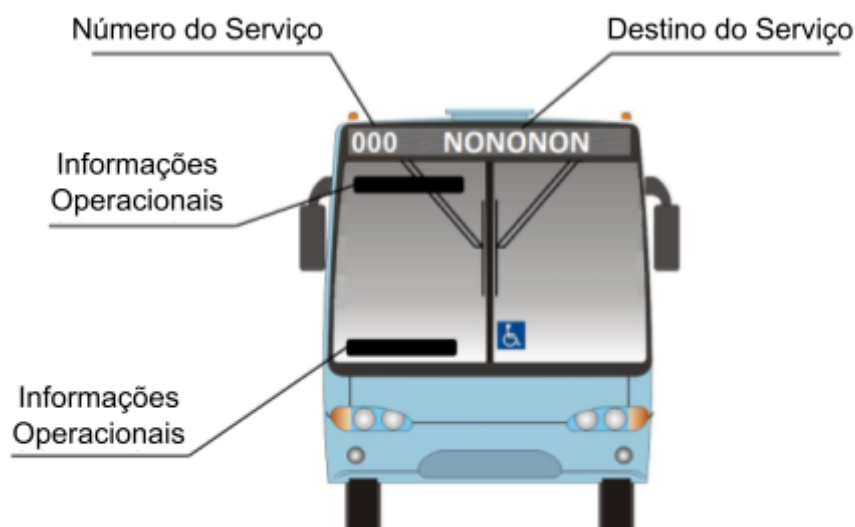 Número do Serviço
Destino do Serviço
000 NONONON
Informações
Operacionais
Informações
Operacionais